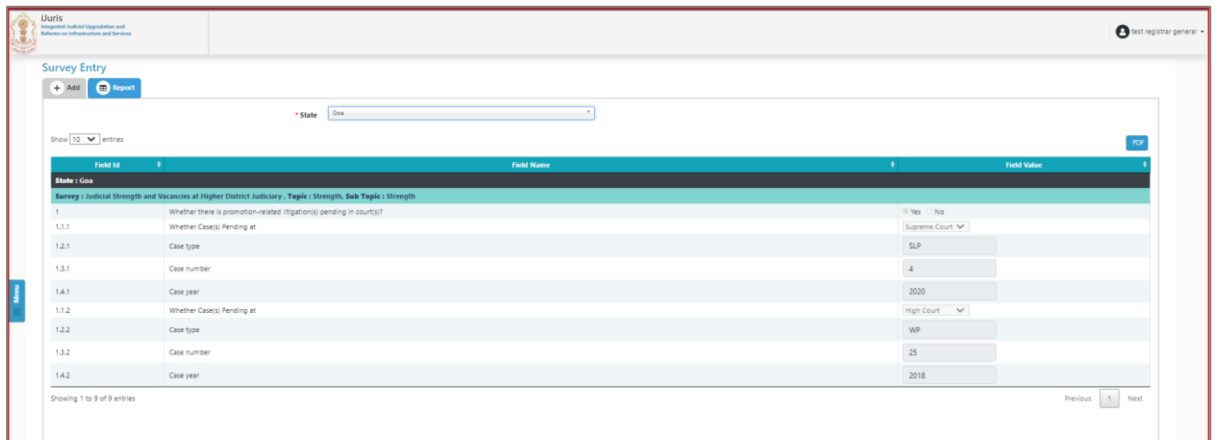 iJuris
Integrated Judicial Upgradation and
Reforms on Infrastructure and Services
test registrar general
Survey Entry
+ Add Report
* State Goa
Show 10 entries
PDF
Field Id Field Name Field Value
State : Goa
Survey : Judicial Strength and Vacancies at Higher District Judiciary , Topic : Strength, Sub Topic : Strength
1 Whether there is promotion-related litigation(s) pending in court(s)? Yes No
1.1.1 Whether Case(s) Pending at Supreme Court
1.2.1 Case type SLP
1.3.1 Case number 4
1.4.1 Case year 2020
1.1.2 Whether Case(s) Pending at High Court
1.2.2 Case type WP
1.3.2 Case number 25
1.4.2 Case year 2018
Showing 1 to 9 of 9 entries
Previous 1 Next
Menu